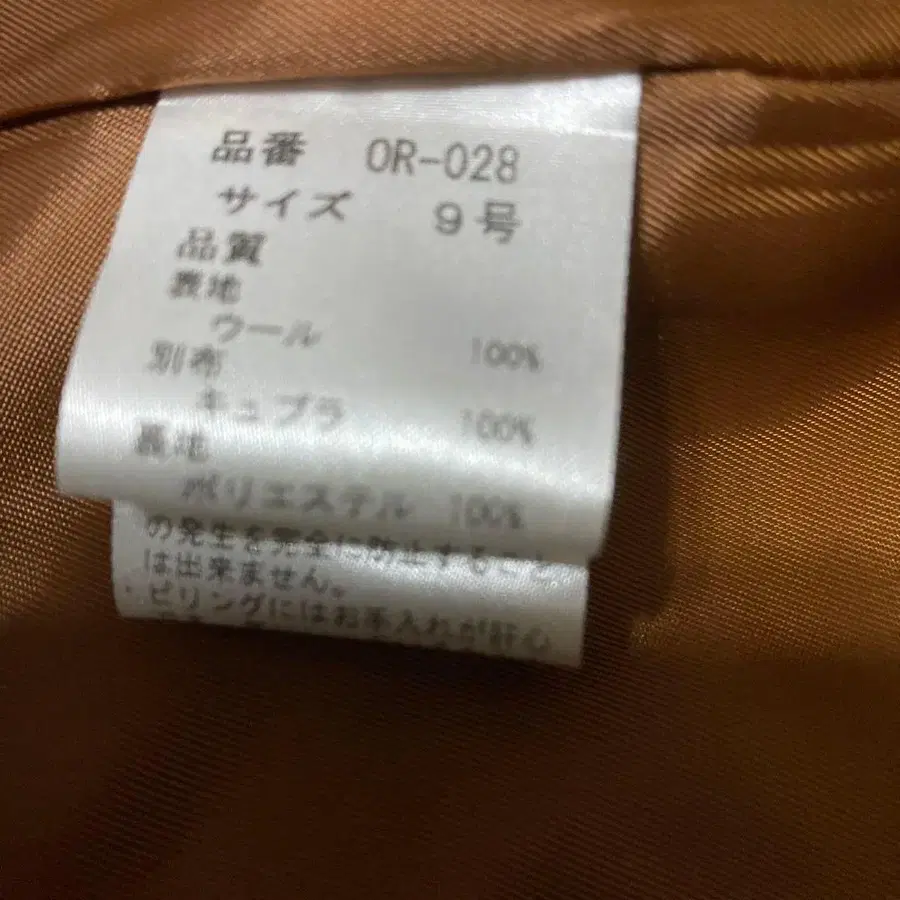 品番 OR-028
サイズ 9号
品質
表地
ウール 100%
別布
キュプラ 100%
裏地
ポリエステル 100%
の発生を完全に防止すること
は出来ません。
・ピリングにはお手入れが肝心